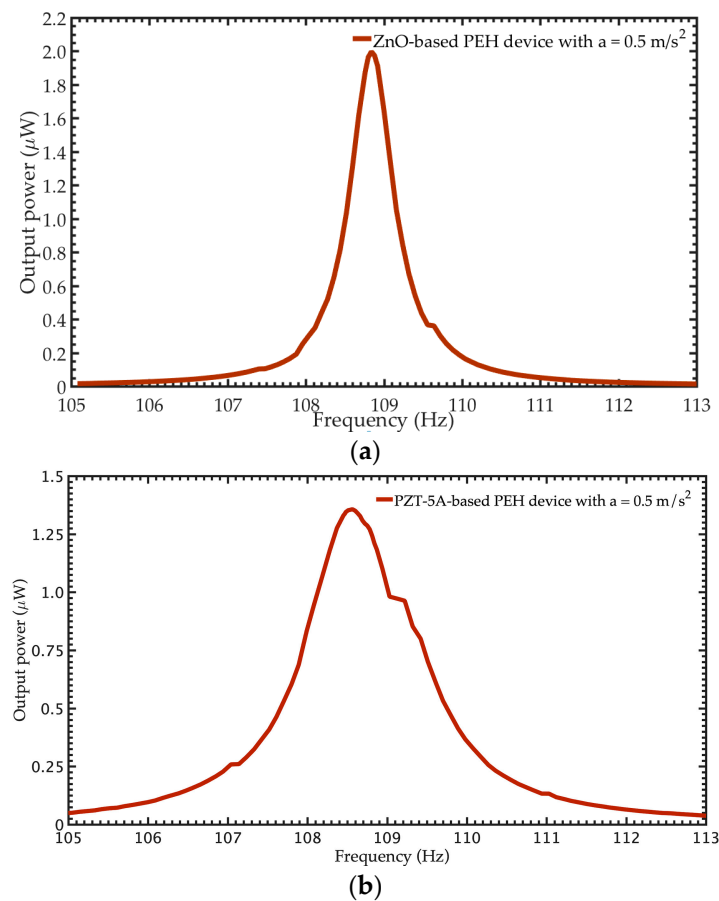 2.0
1.8
1.6
1.4
1.2
1.0
0.8
0.6
0.4
0.2
0
Output power (μW)
ZnO-based PEH device with a = 0.5 m/s²
105 106 107 108 109 110 111 112 113
Frequency (Hz)
(a)
1.5
1.25
1.0
0.75
0.5
0.25
0
Output power (μW)
PZT-5A-based PEH device with a = 0.5 m/s²
105 106 107 108 109 110 111 112 113
Frequency (Hz)
(b)